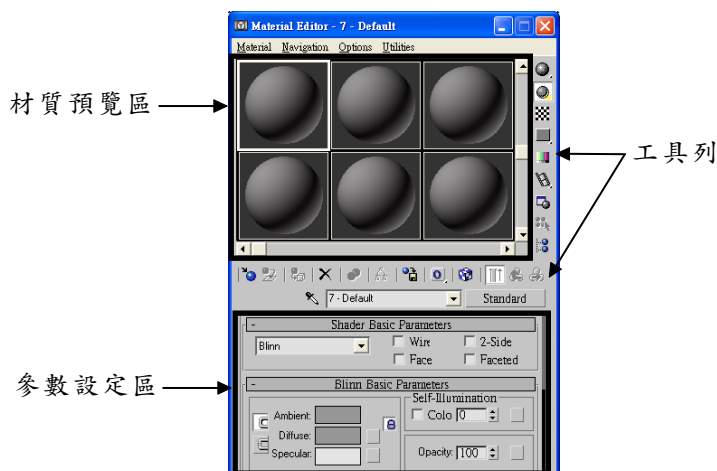 Material Editor - 7 - Default
Material Navigation Options Utilities
材質預覽區
工具列
7 - Default
Standard
- Shader Basic Parameters
Blinn
Wire
2-Side
Face
Faceted
參數設定區
- Blinn Basic Parameters
Self-Illumination
Ambient:
Colo 0
Diffuse:
Specular:
Opacity: 100